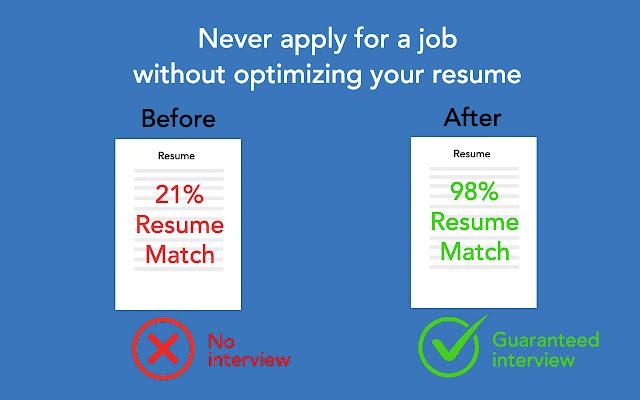 Never apply for a job
without optimizing your resume
Before
After
Resume
21%
Resume
Match
Resume
98%
Resume
Match
No
interview
Guaranteed
interview